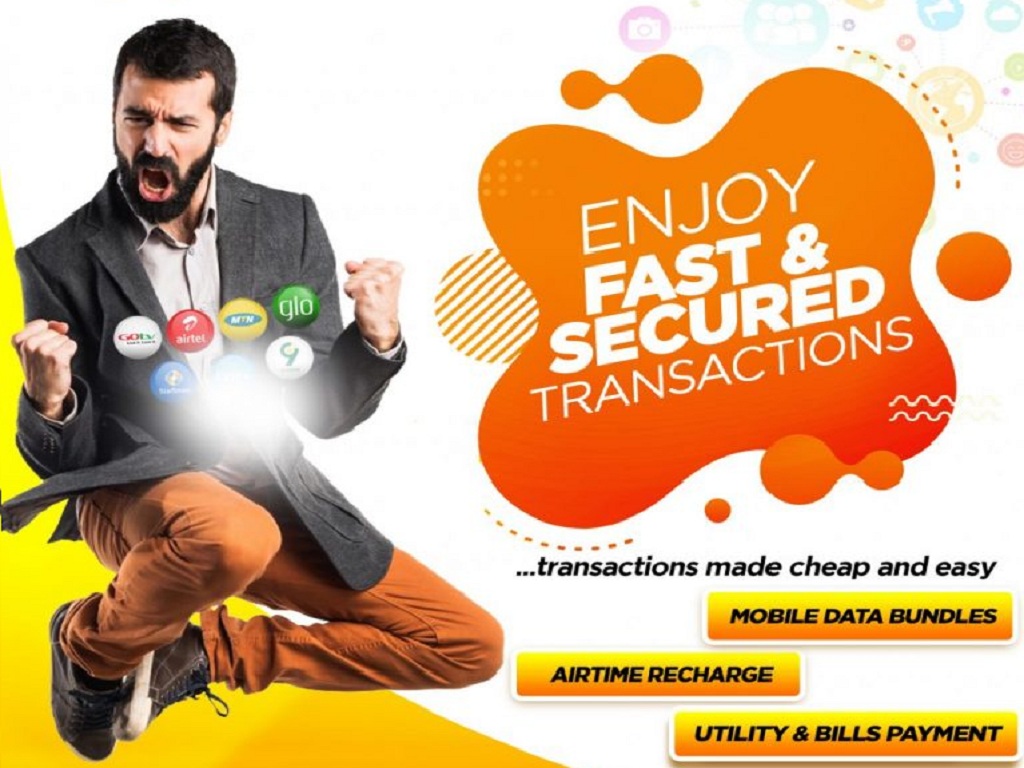 ENJOY
FAST &
SECURED
TRANSACTIONS
glo
MTN
airtel
GOtv
9
StarTimes
...transactions made cheap and easy
MOBILE DATA BUNDLES
AIRTIME RECHARGE
UTILITY & BILLS PAYMENT